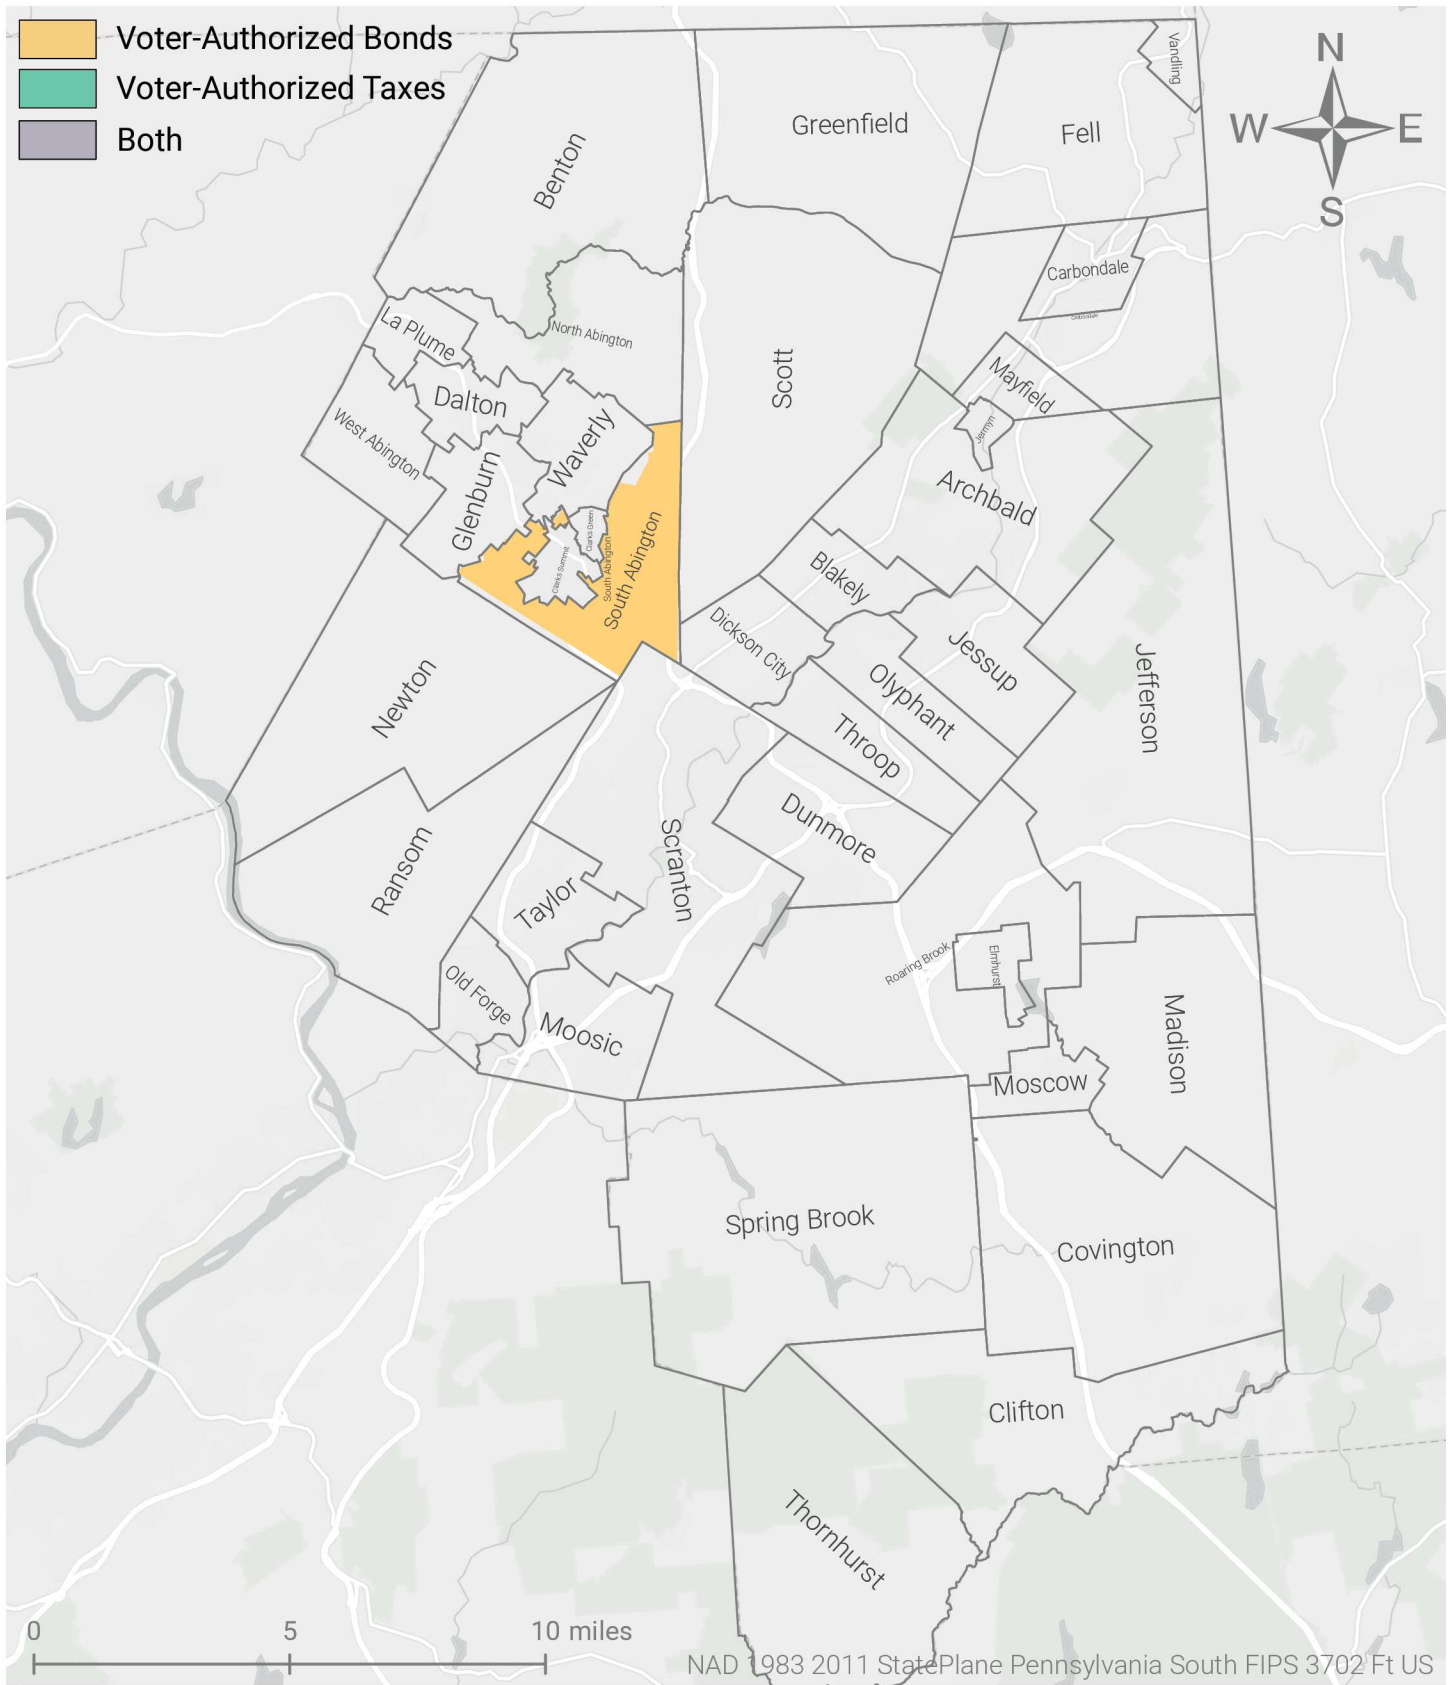 Voter-Authorized Bonds
Voter-Authorized Taxes
Both
N
W
E
S
Vandling
Greenfield
Fell
Benton
Carbondale
Carbondale
La Plume
North Abington
Scott
Mayfield
Dalton
Jermyn
West Abington
Waverly
Glenburn
Archbald
Clarks Green
Clarks Summit
South Abington
South Abington
Blakely
Dickson City
Jessup
Olyphant
Jefferson
Newton
Throop
Dunmore
Scranton
Ransom
Taylor
Roaring Brook
Elmhurst
Old Forge
Moosic
Madison
Moscow
Spring Brook
Covington
Clifton
Thornhurst
0 5 10 miles
NAD 1983 2011 StatePlane Pennsylvania South FIPS 3702 Ft US